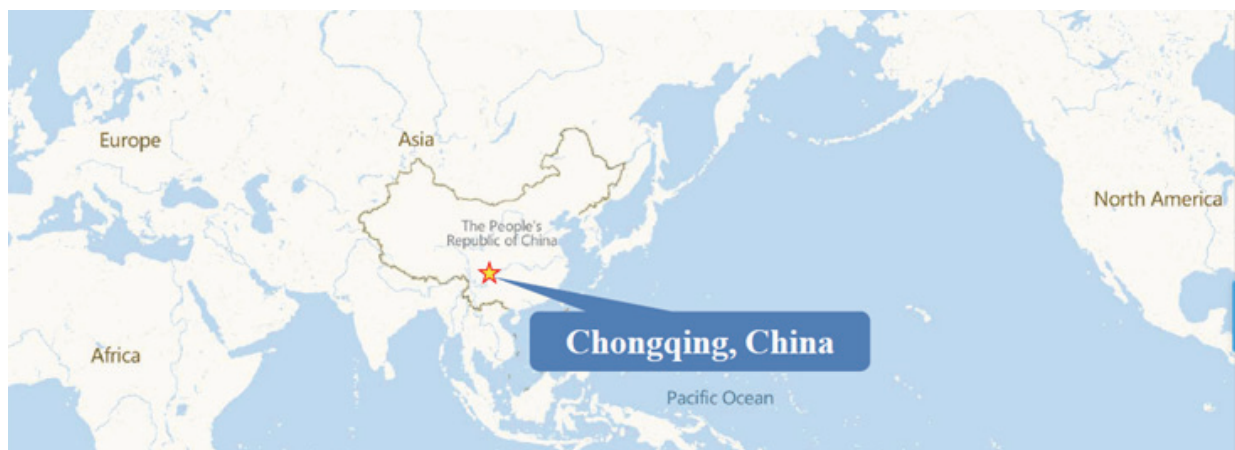 Europe
Asia
North America
The People's
Republic of China
Chongqing, China
Africa
Pacific Ocean